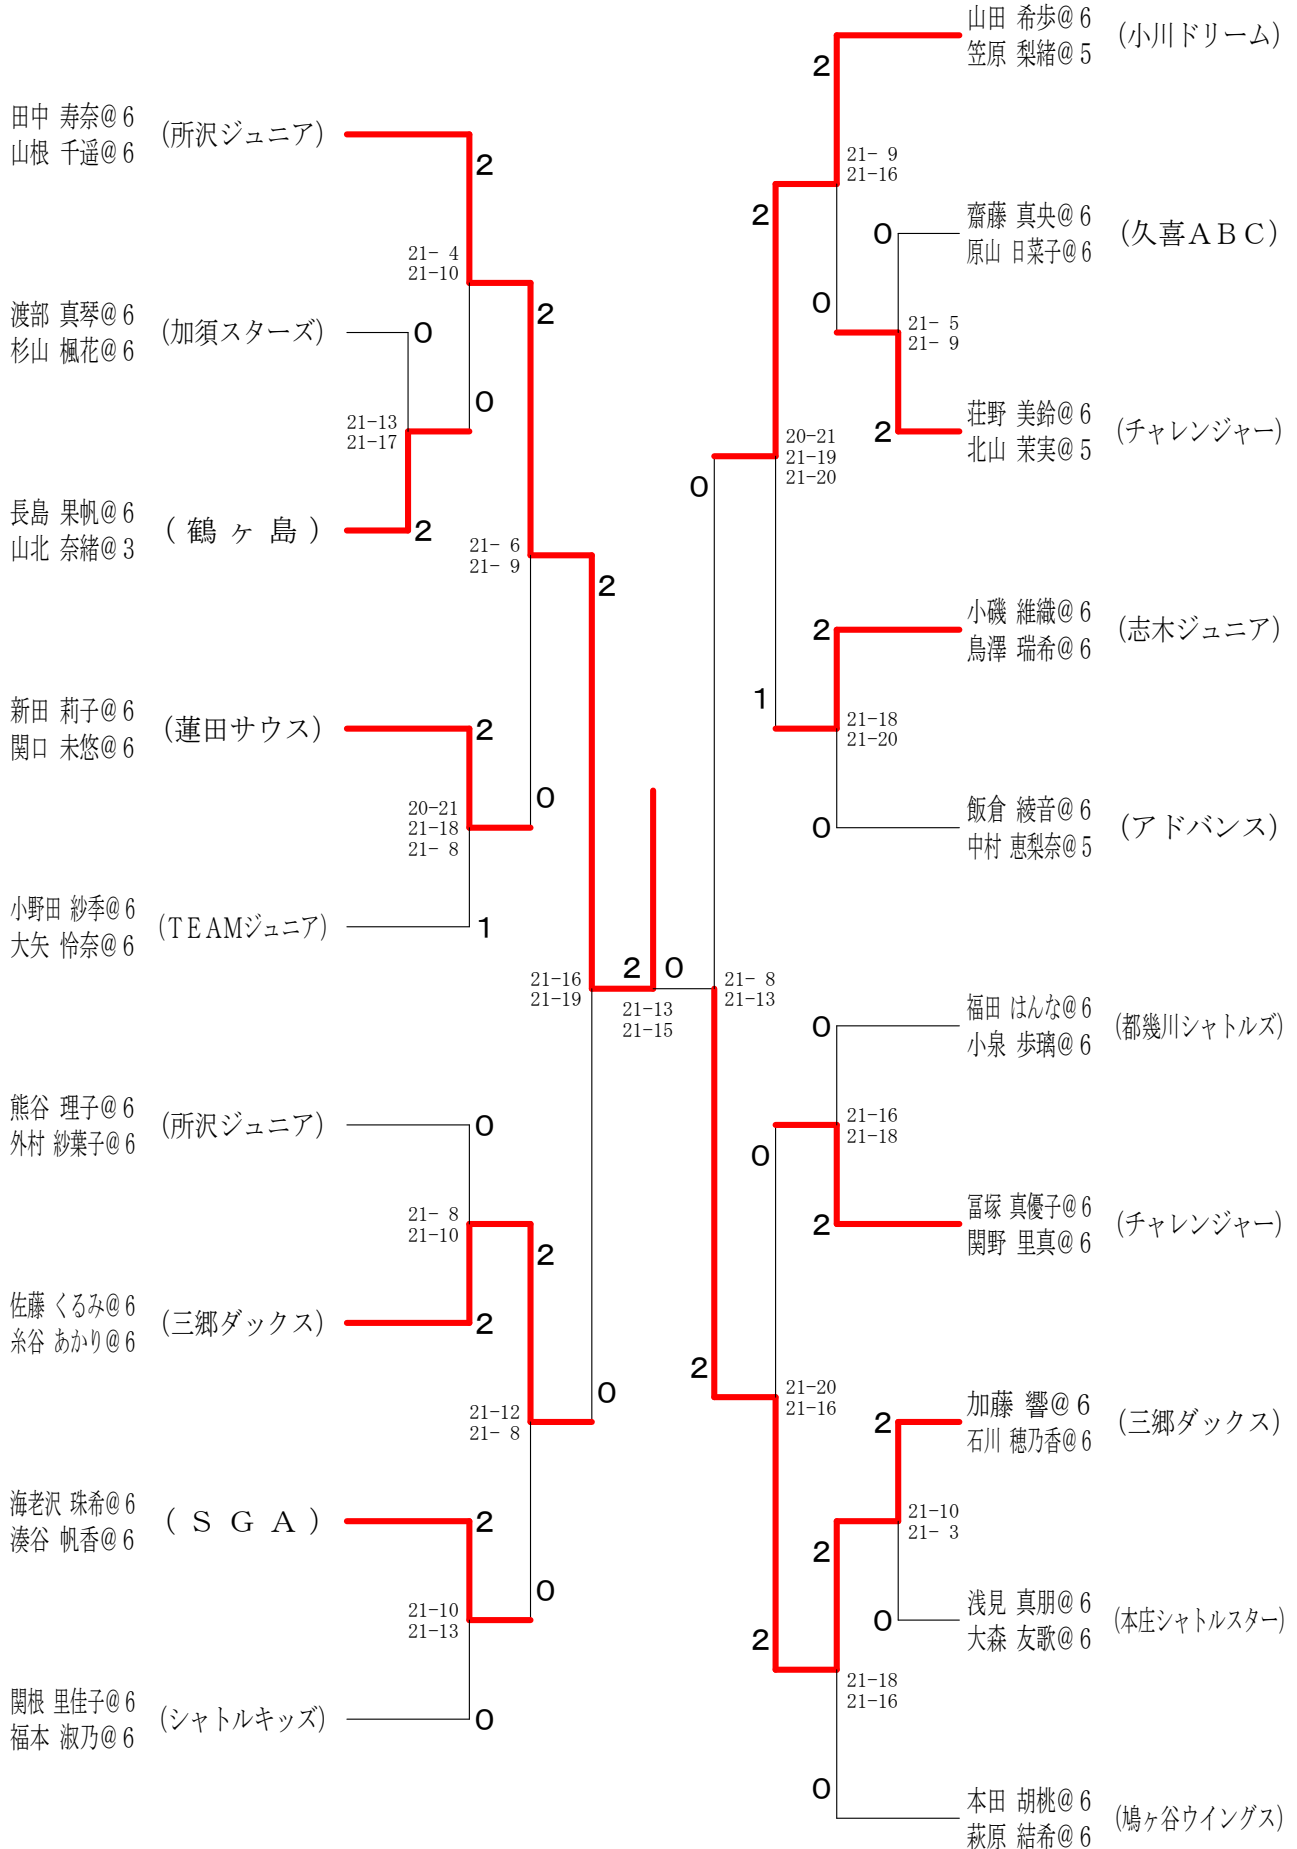 田中 寿奈@6
山根 千遥@6
(所沢ジュニア)
2
21- 4
21-10
渡部 真琴@6
杉山 楓花@6
(加須スターズ)
0
2
21-13
21-17
0
長島 果帆@6
山北 奈緒@3
(鶴ヶ島)
2
21- 6
21- 9
2
新田 莉子@6
関口 未悠@6
(蓮田サウス)
2
20-21
21-18
21- 8
0
小野田 紗季@6
大矢 怜奈@6
(TEAMジュニア)
1
21-16
21-19
2
0
21-13
21-15
熊谷 理子@6
外村 紗葉子@6
(所沢ジュニア)
0
21- 8
21-10
2
佐藤 くるみ@6
糸谷 あかり@6
(三郷ダックス)
2
21-12
21- 8
0
海老沢 珠希@6
湊谷 帆香@6
(SGA)
2
21-10
21-13
0
関根 里佳子@6
福本 淑乃@6
(シャトルキッズ)
0
山田 希歩@6
笠原 梨緒@5
(小川ドリーム)
2
21- 9
21-16
2
齋藤 真央@6
原山 日菜子@6
(久喜ABC)
0
0
21- 5
21- 9
荘野 美鈴@6
北山 茉実@5
(チャレンジャー)
2
20-21
21-19
21-20
0
小磯 維織@6
鳥澤 瑞希@6
(志木ジュニア)
2
1
21-18
21-20
飯倉 綾音@6
中村 恵梨奈@5
(アドバンス)
0
21- 8
21-13
福田 はんな@6
小泉 歩璃@6
(都幾川シャトルズ)
0
21-16
21-18
0
冨塚 真優子@6
関野 里真@6
(チャレンジャー)
2
2
21-20
21-16
加藤 響@6
石川 穂乃香@6
(三郷ダックス)
2
21-10
21- 3
2
浅見 真朋@6
大森 友歌@6
(本庄シャトルスター)
0
2
21-18
21-16
本田 胡桃@6
萩原 結希@6
(鳩ヶ谷ウイングス)
0